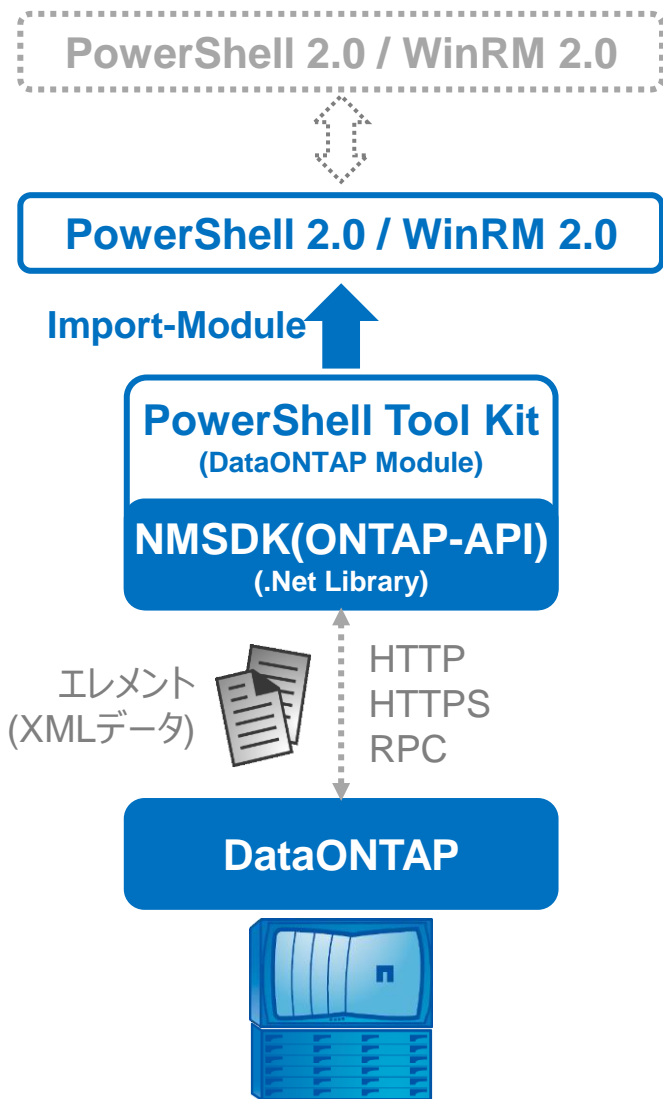 PowerShell 2.0 / WinRM 2.0
PowerShell 2.0 / WinRM 2.0
Import-Module
PowerShell Tool Kit
(DataONTAP Module)
NMSDK(ONTAP-API)
(.Net Library)
エレメント
(XMLデータ)
HTTP
HTTPS
RPC
DataONTAP